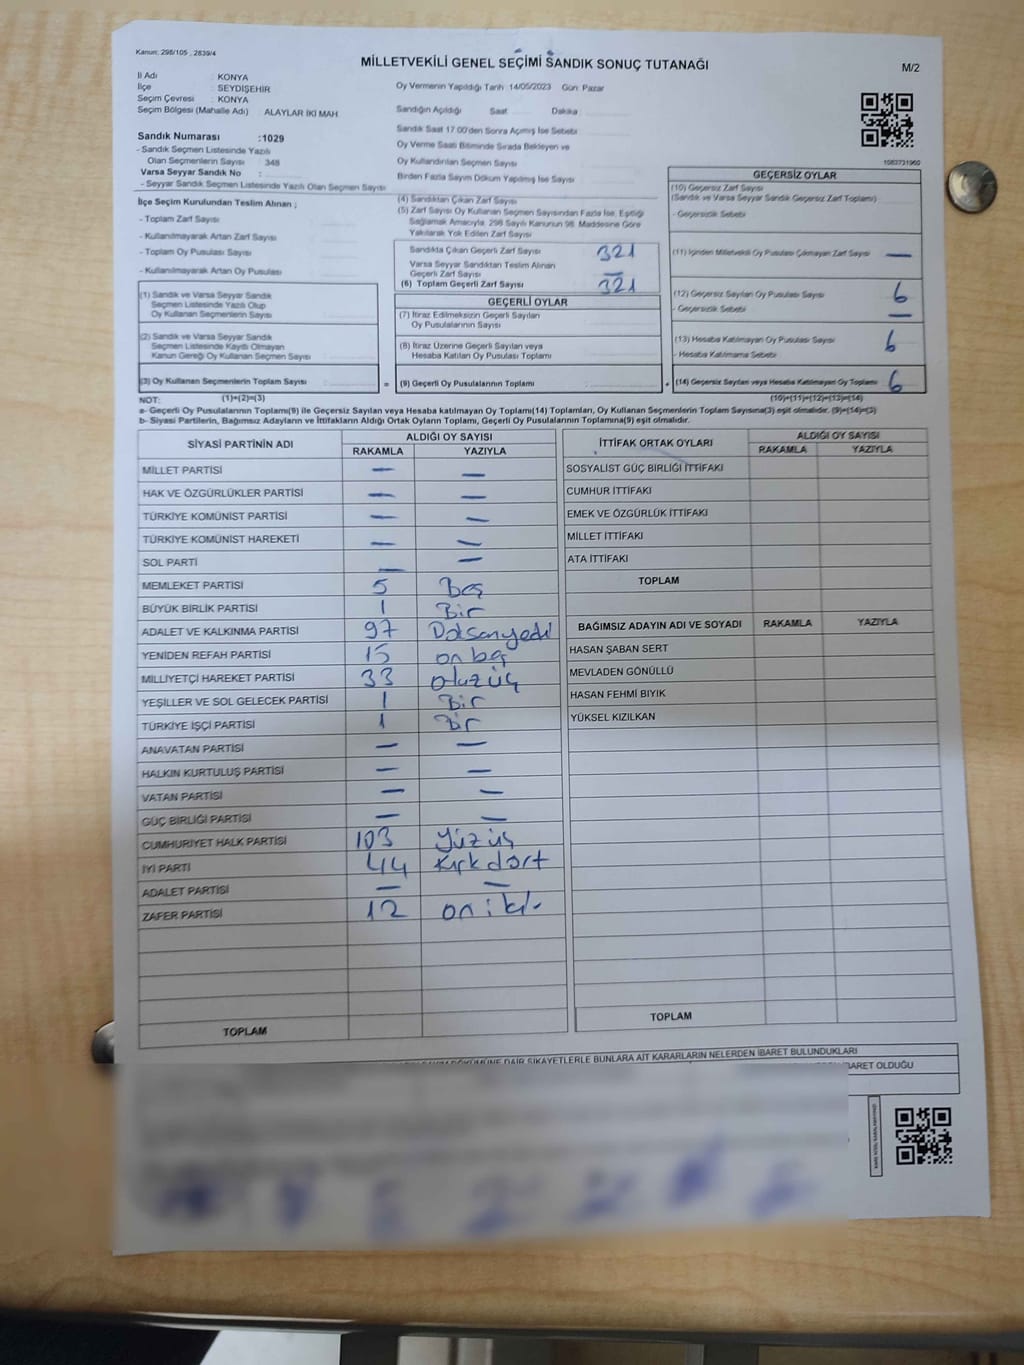 Kanun: 298/105 , 2839/4
MİLLETVEKİLİ GENEL SEÇİMİ SANDIK SONUÇ TUTANAĞI
M/2
İl Adı : KONYA
İlçe : SEYDİŞEHİR
Seçim Çevresi : KONYA
Seçim Bölgesi (Mahalle Adı) : ALAYLAR İKİ MAH
Oy Vermenin Yapıldığı Tarih 14/05/2023 Gün Pazar
Sandığın Açıldığı Saat Dakika
Sandık Saat 17.00'den Sonra Açılmış İse Sebebi
Oy Verme Saati Bitiminde Sırada Bekleyen ve
Oy Kullandırılan Seçmen Sayısı
Birden Fazla Sayım Döküm Yapılmış İse Sayısı
Sandık Numarası :1029
- Sandık Seçmen Listesinde Yazılı
Olan Seçmenlerin Sayısı : 348
Varsa Seyyar Sandık No :
- Seyyar Sandık Seçmen Listesinde Yazılı Olan Seçmen Sayısı
İlçe Seçim Kurulundan Teslim Alınan ;
- Toplam Zarf Sayısı
- Kullanılmayarak Artan Zarf Sayısı
- Toplam Oy Pusulası Sayısı
- Kullanılmayarak Artan Oy Pusulası
(1) Sandık ve Varsa Seyyar Sandık
Seçmen Listesinde Yazılı Olup
Oy Kullanan Seçmenlerin Sayısı
(2) Sandık ve Varsa Seyyar Sandık
Seçmen Listesinde Kayıtlı Olmayan
Kanun Gereği Oy Kullanan Seçmen Sayısı
(3) Oy Kullanan Seçmenlerin Toplam Sayısı
(4) Sandıktan Çıkan Zarf Sayısı
(5) Zarf Sayısı Oy Kullanan Seçmen Sayısından Fazla İse, Eşitliği
Sağlamak Amacıyla, 298 Sayılı Kanunun 98. Maddesine Göre
Yakılarak Yok Edilen Zarf Sayısı
Sandıkta Çıkan Geçerli Zarf Sayısı 321
Varsa Seyyar Sandıktan Teslim Alınan
Geçerli Zarf Sayısı —
(6) Toplam Geçerli Zarf Sayısı 321
GEÇERLİ OYLAR
(7) İtiraz Edilmeksizin Geçerli Sayılan
Oy Pusulalarının Sayısı
(8) İtiraz Üzerine Geçerli Sayılan veya
Hesaba Katılan Oy Pusulası Toplamı
= (9) Geçerli Oy Pusulalarının Toplamı :
1083731960
GEÇERSİZ OYLAR
(10) Geçersiz Zarf Sayısı
(Sandık ve Varsa Seyyar Sandık Geçersiz Zarf Toplamı)
- Geçersizlik Sebebi
(11) İçinden Milletvekili Oy Pusulası Çıkmayan Zarf Sayısı —
(12) Geçersiz Sayılan Oy Pusulası Sayısı 6
- Geçersizlik Sebebi —
(13) Hesaba Katılmayan Oy Pusulası Sayısı 6
- Hesaba Katılmama Sebebi
+ (14) Geçersiz Sayılan veya Hesaba Katılmayan Oy Toplamı 6
NOT: (1)+(2)=(3) (10)+(11)+(12)+(13)=(14)
a- Geçerli Oy Pusulalarının Toplamı(9) ile Geçersiz Sayılan veya Hesaba katılmayan Oy Toplamı(14) Toplamları, Oy Kullanan Seçmenlerin Toplam Sayısına(3) eşit olmalıdır. (9)+(14)=(3)
b- Siyasi Partilerin, Bağımsız Adayların ve İttifakların Aldığı Ortak Oyların Toplamı, Geçerli Oy Pusulalarının Toplamına(9) eşit olmalıdır.
SİYASİ PARTİNİN ADI ALDIĞI OY SAYISI
RAKAMLA YAZIYLA
MİLLET PARTİSİ — —
HAK VE ÖZGÜRLÜKLER PARTİSİ — —
TÜRKİYE KOMÜNİST PARTİSİ — —
TÜRKİYE KOMÜNİST HAREKETİ — —
SOL PARTİ — —
MEMLEKET PARTİSİ 5 Beş
BÜYÜK BİRLİK PARTİSİ 1 Bir
ADALET VE KALKINMA PARTİSİ 97 Doksanyedi
YENİDEN REFAH PARTİSİ 15 on beş
MİLLİYETÇİ HAREKET PARTİSİ 33 otuzüç
YEŞİLLER VE SOL GELECEK PARTİSİ 1 Bir
TÜRKİYE İŞÇİ PARTİSİ 1 Bir
ANAVATAN PARTİSİ — —
HALKIN KURTULUŞ PARTİSİ — —
VATAN PARTİSİ — —
GÜÇ BİRLİĞİ PARTİSİ — —
CUMHURİYET HALK PARTİSİ 103 Yüzüç
İYİ PARTİ 44 Kırkdört
ADALET PARTİSİ — —
ZAFER PARTİSİ 12 oniki
TOPLAM
İTTİFAK ORTAK OYLARI ALDIĞI OY SAYISI
RAKAMLA YAZIYLA
SOSYALİST GÜÇ BİRLİĞİ İTTİFAKI
CUMHUR İTTİFAKI
EMEK VE ÖZGÜRLÜK İTTİFAKI
MİLLET İTTİFAKI
ATA İTTİFAKI
TOPLAM
BAĞIMSIZ ADAYIN ADI VE SOYADI RAKAMLA YAZIYLA
HASAN ŞABAN SERT
MEVLADEN GÖNÜLLÜ
HASAN FEHMİ BIYIK
YÜKSEL KIZILKAN
TOPLAM
DÖKÜMÜNE DAİR ŞİKAYETLERLE BUNLARA AİT KARARLARIN NELERDEN İBARET BULUNDUKLARI
İBARET OLDUĞU